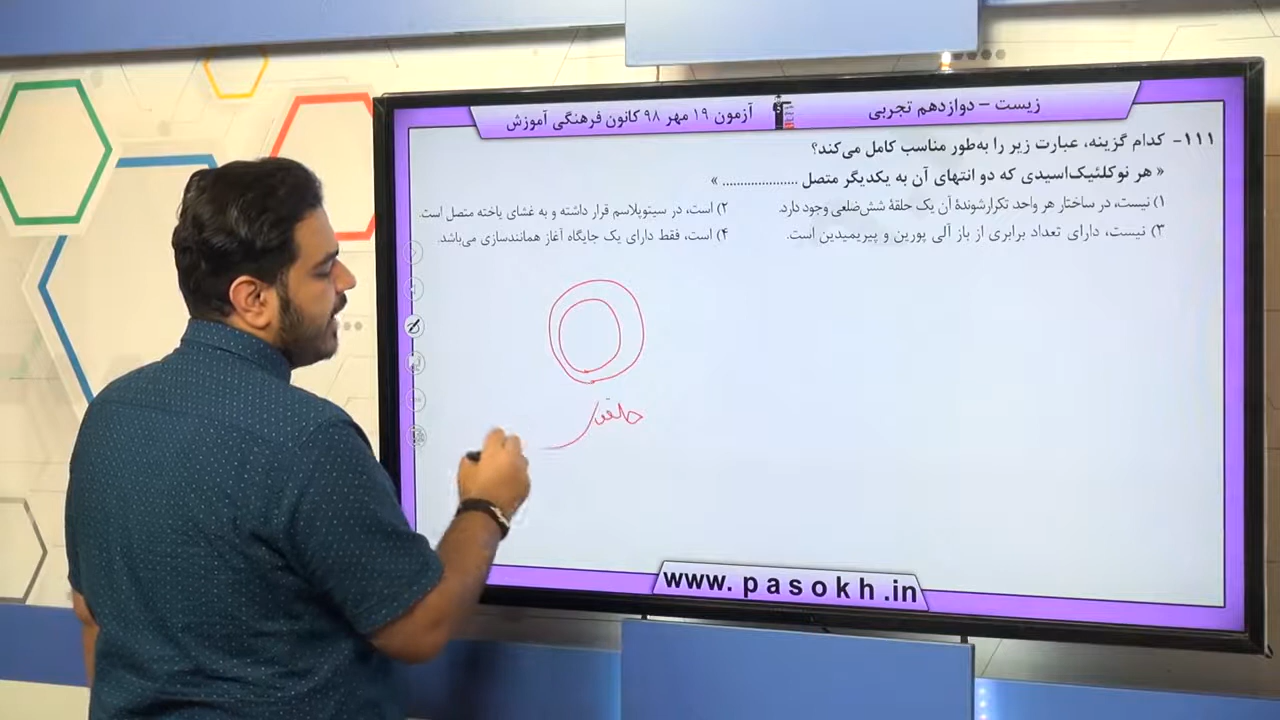 زیست – دوازدهم تجربی
آزمون ۱۹ مهر ۹۸ کانون فرهنگی آموزش
۱۱۱- کدام گزینه، عبارت زیر را به‌طور مناسب کامل می‌کند؟
« هر نوکلئیک‌اسیدی که دو انتهای آن به یکدیگر متصل .................... »
۱) نیست، در ساختار هر واحد تکرارشوندهٔ آن یک حلقهٔ شش‌ضلعی وجود دارد.
۲) است، در سیتوپلاسم قرار داشته و به غشای یاخته متصل است.
۳) نیست، دارای تعداد برابری از باز آلی پورین و پیریمیدین است.
۴) است، فقط دارای یک جایگاه آغاز همانندسازی می‌باشد.
www. p a s o k h .in